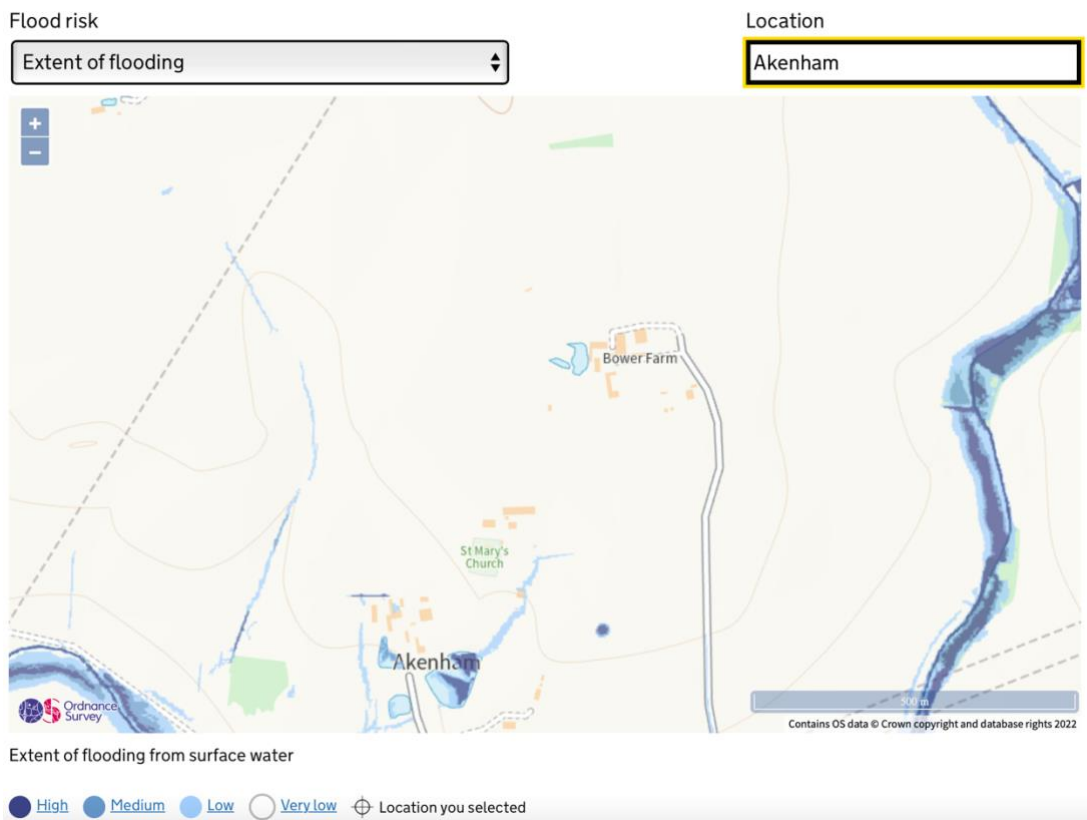 Flood risk
Location
Extent of flooding
Akenham
+
−
Bower Farm
St Mary's
Church
Akenham
Ordnance
Survey
500 m
Contains OS data © Crown copyright and database rights 2022
Extent of flooding from surface water
High
Medium
Low
Very low
Location you selected